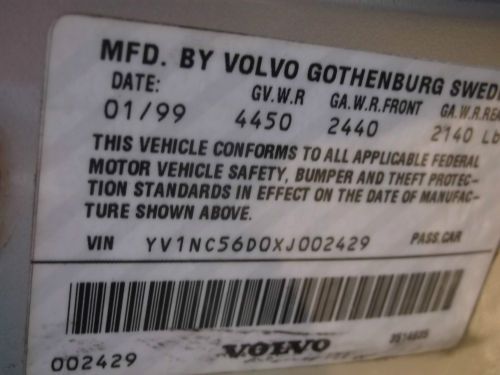 MFD. BY VOLVO GOTHENBURG SWED
DATE: GV.W.R GA.W.R.FRONT GA.W.R.REA
01/99 4450 2440 2140 Lb
THIS VEHICLE CONFORMS TO ALL APPLICABLE FEDERAL
MOTOR VEHICLE SAFETY, BUMPER AND THEFT PROTEC-
TION STANDARDS IN EFFECT ON THE DATE OF MANUFAC-
TURE SHOWN ABOVE.
VIN YV1NC56D0XJ002429 PASS.CAR
002429 VOLVO